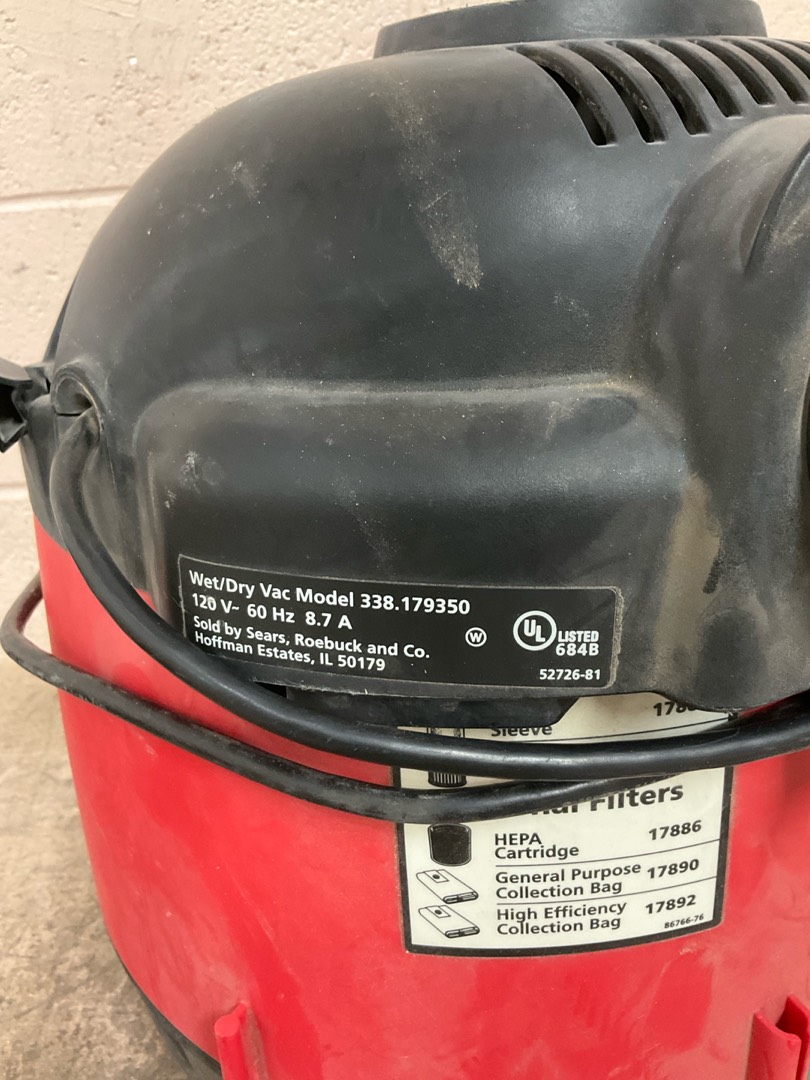 Wet/Dry Vac Model 338.179350
120 V~ 60 Hz 8.7 A
Sold by Sears, Roebuck and Co.
Hoffman Estates, IL 50179
W
UL LISTED
684B
52726-81
Sleeve
Filters
HEPA
Cartridge 17886
General Purpose
Collection Bag 17890
High Efficiency
Collection Bag 17892
86766-76